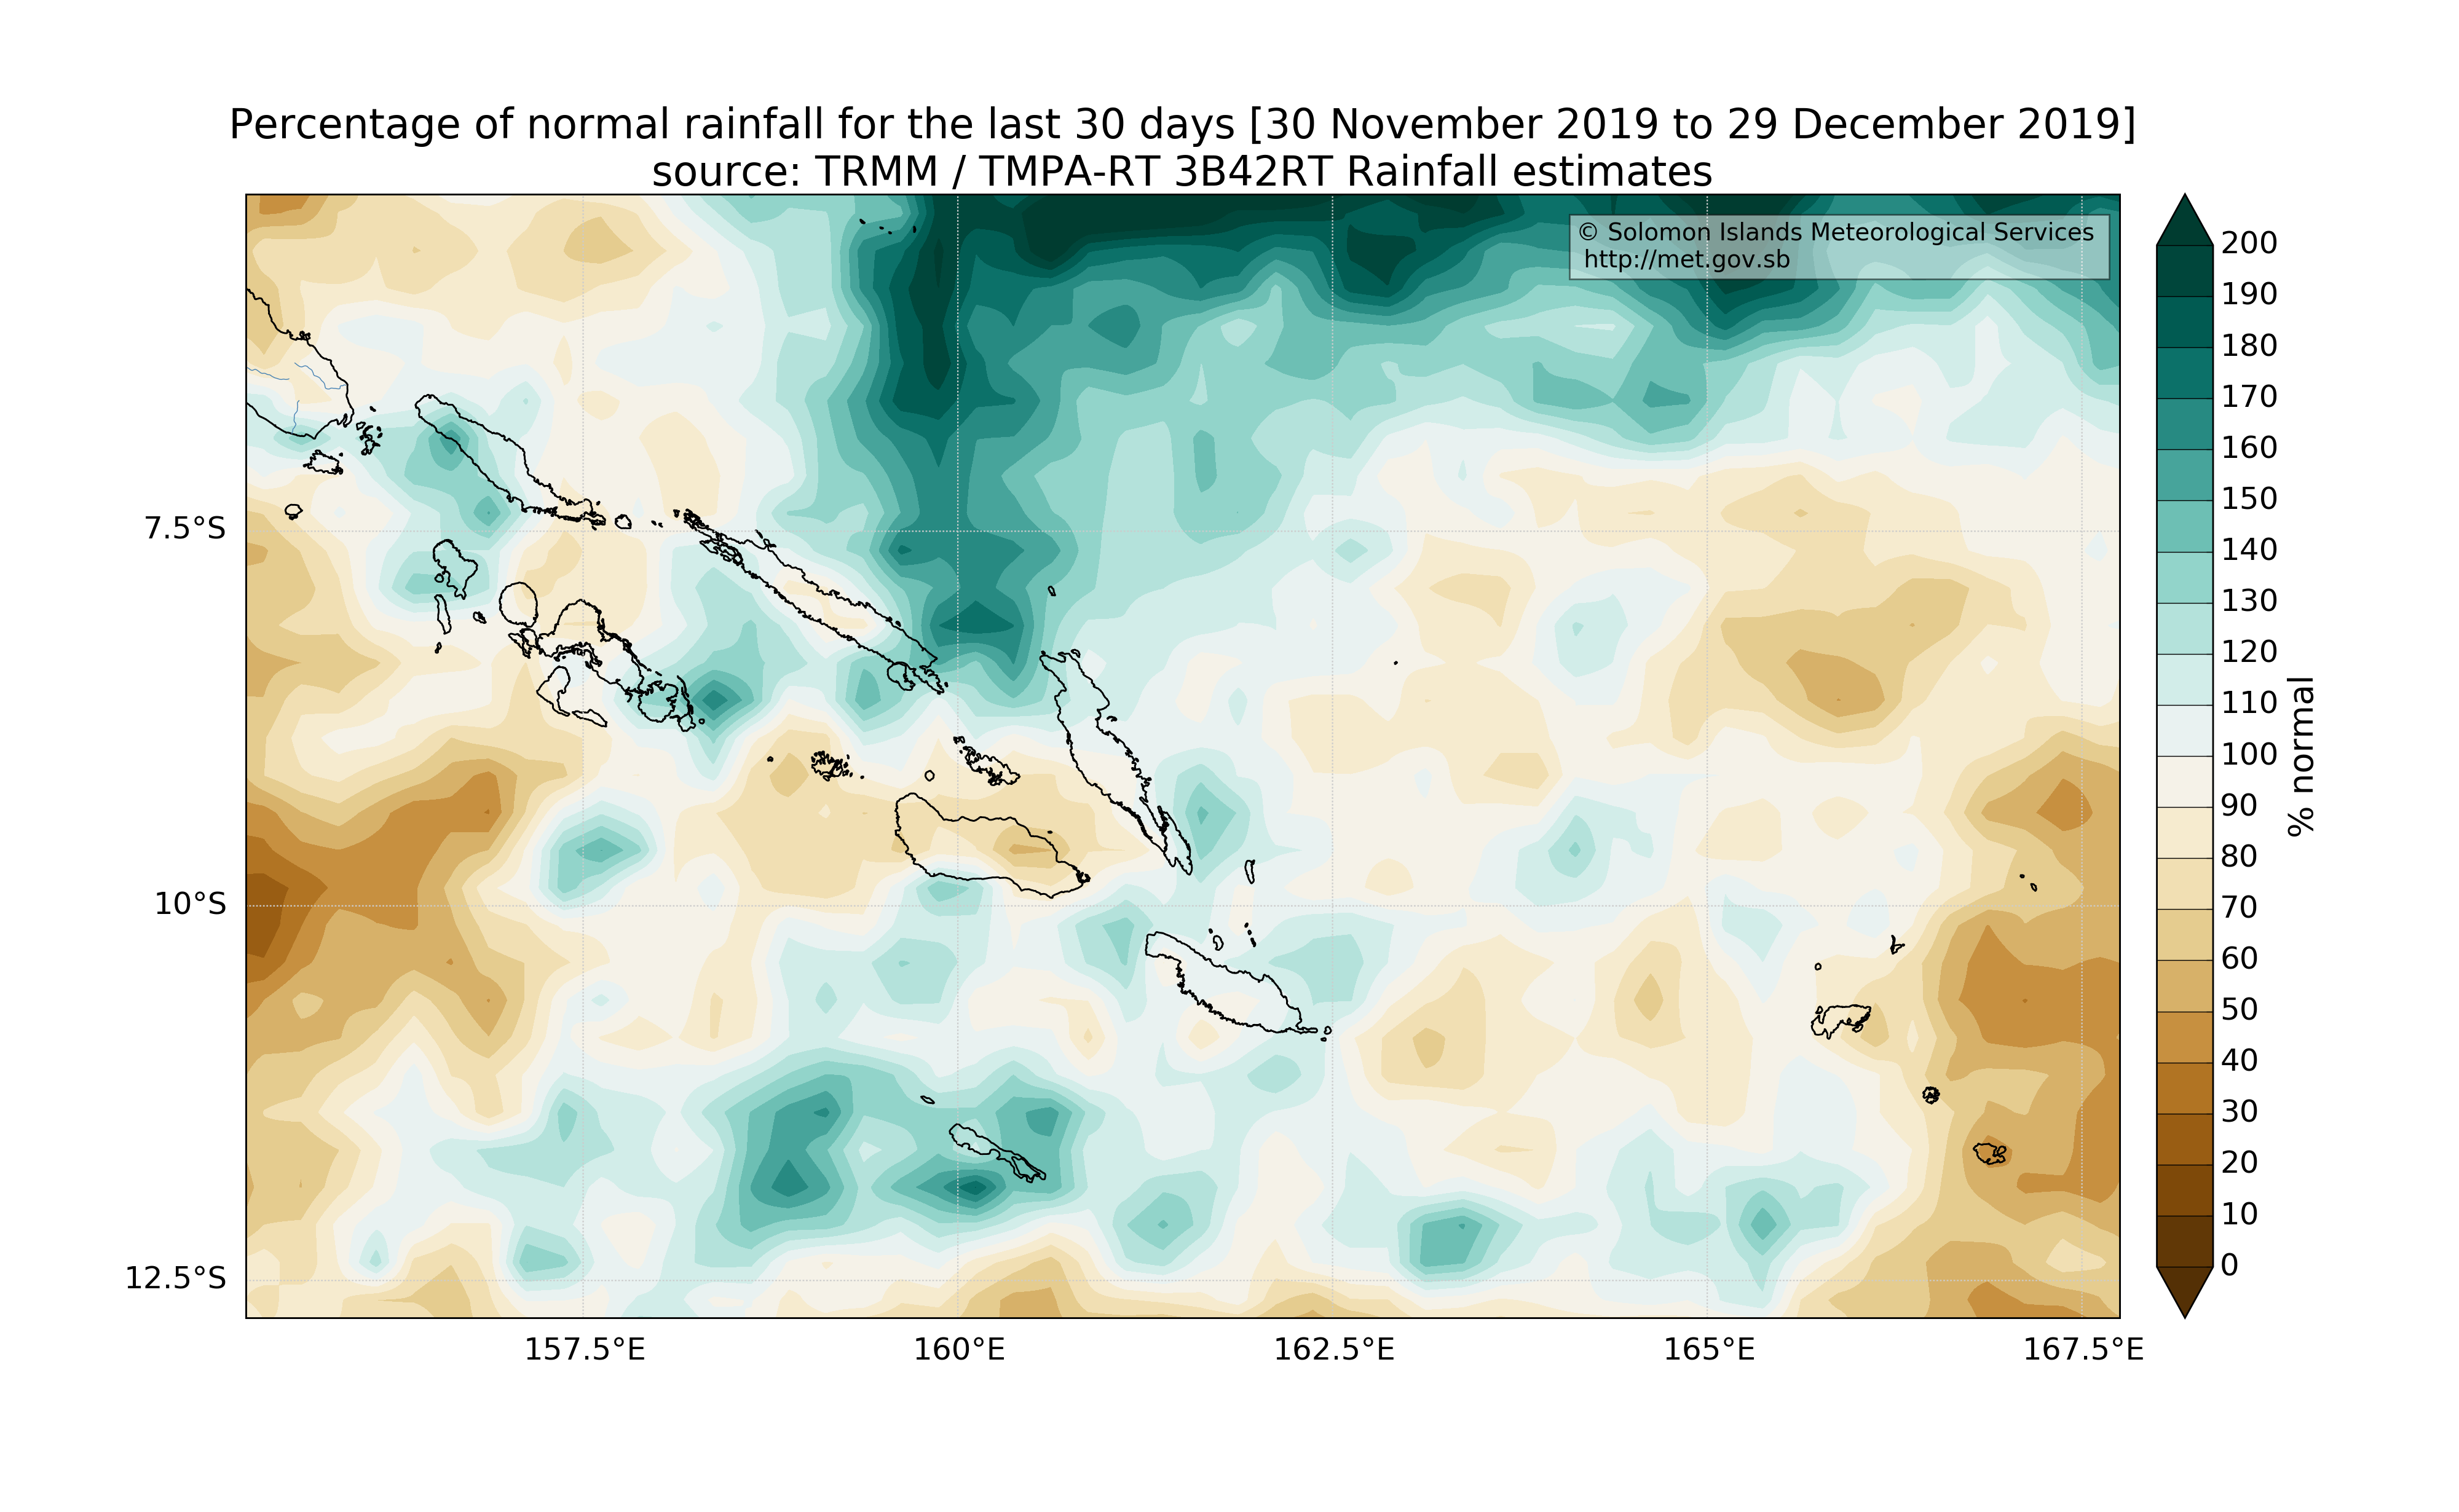 Percentage of normal rainfall for the last 30 days [30 November 2019 to 29 December 2019]
source: TRMM / TMPA-RT 3B42RT Rainfall estimates
© Solomon Islands Meteorological Services
http://met.gov.sb
7.5°S
10°S
12.5°S
157.5°E
160°E
162.5°E
165°E
167.5°E
200
190
180
170
160
150
140
130
120
110
100
90
80
70
60
50
40
30
20
10
0
% normal